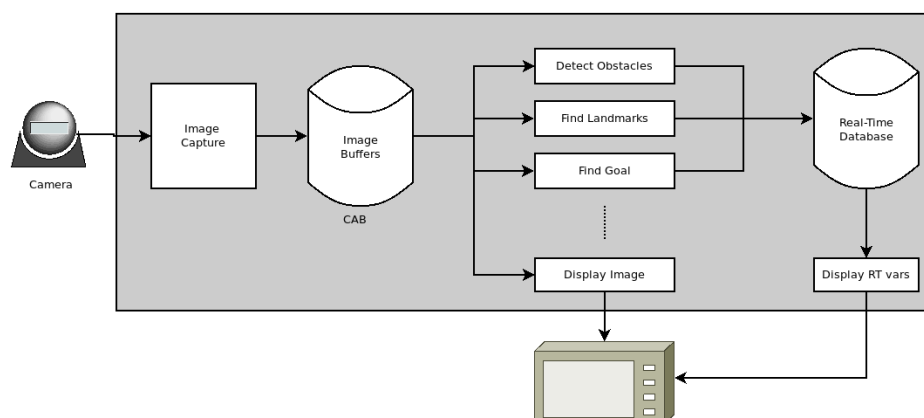 Detect Obstacles
Image
Capture
Find Landmarks
Image
Buffers
Real-Time
Database
Camera
Find Goal
CAB
Display Image
Display RT vars